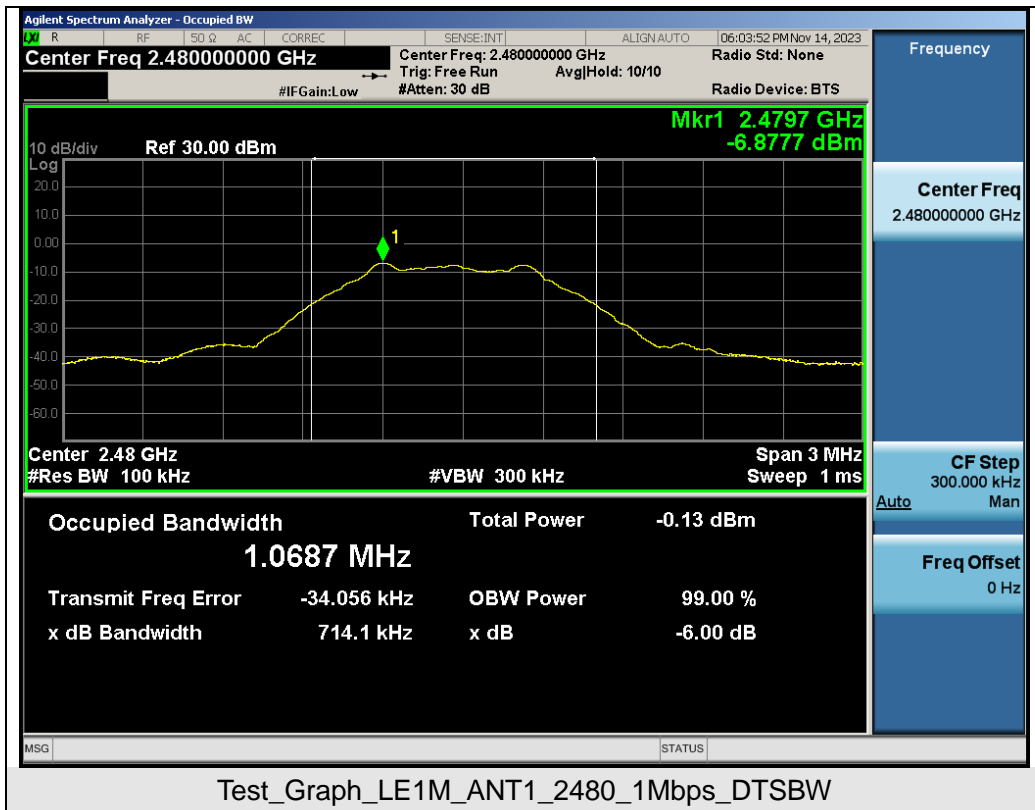 Agilent Spectrum Analyzer - Occupied BW
LXI R RF 50 Ω AC CORREC SENSE:INT ALIGN AUTO 06:03:52 PM Nov 14, 2023
Center Freq 2.480000000 GHz
Center Freq: 2.480000000 GHz Radio Std: None
Trig: Free Run Avg|Hold: 10/10
#IFGain:Low #Atten: 30 dB Radio Device: BTS
Mkr1 2.4797 GHz
-6.8777 dBm
10 dB/div Ref 30.00 dBm
Log
20.0
10.0
0.00
-10.0
-20.0
-30.0
-40.0
-50.0
-60.0
1
Center 2.48 GHz Span 3 MHz
#Res BW 100 kHz #VBW 300 kHz Sweep 1 ms
Occupied Bandwidth Total Power -0.13 dBm
1.0687 MHz
Transmit Freq Error -34.056 kHz OBW Power 99.00 %
x dB Bandwidth 714.1 kHz x dB -6.00 dB
MSG STATUS
Frequency
Center Freq
2.480000000 GHz
CF Step
300.000 kHz
Auto Man
Freq Offset
0 Hz
Test_Graph_LE1M_ANT1_2480_1Mbps_DTSBW